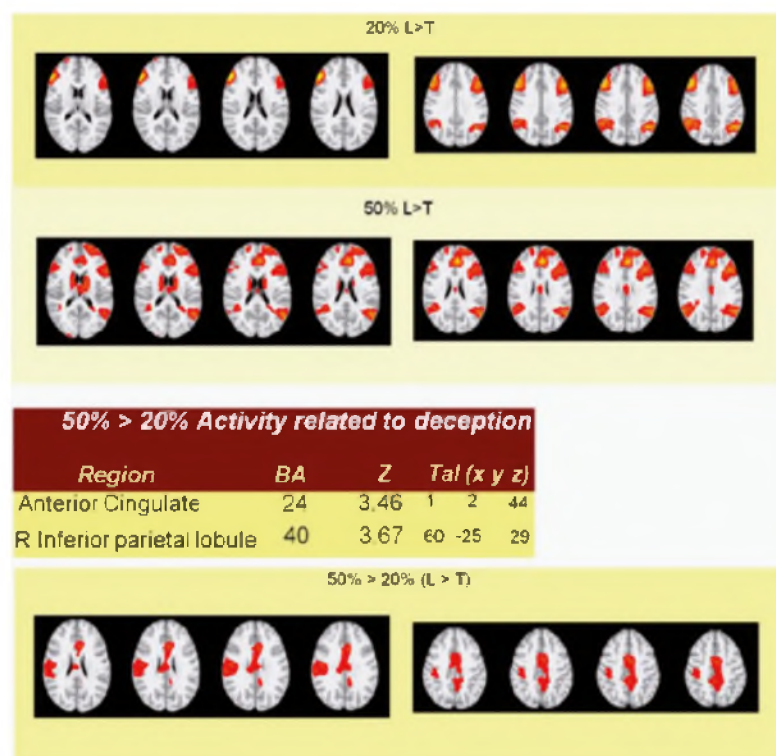 20% L>T
50% L>T
50% > 20% Activity related to deception
Region BA Z Tal (x y z)
Anterior Cingulate 24 3.46 1 2 44
R Inferior parietal lobule 40 3.67 60 -25 29
50% > 20% (L > T)